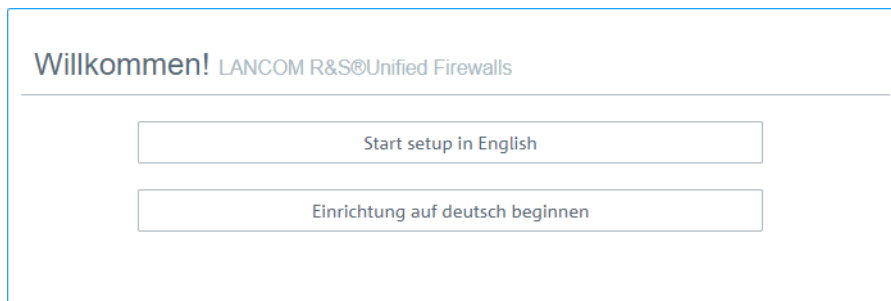 Willkommen! LANCOM R&S®Unified Firewalls
Start setup in English
Einrichtung auf deutsch beginnen